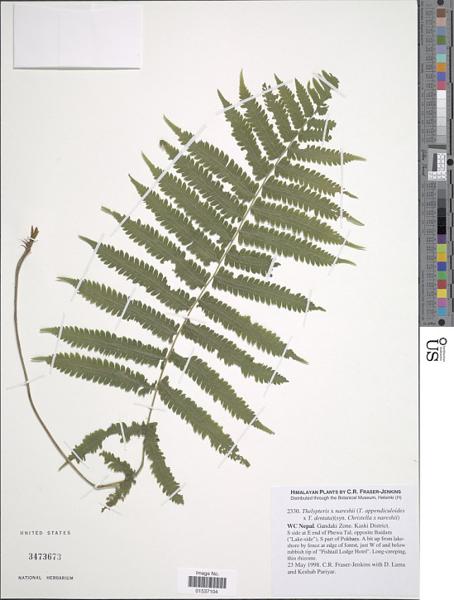 UNITED STATES
3473673
NATIONAL HERBARIUM
Image No.
01537104
HIMALAYAN PLANTS BY C.R. FRASER-JENKINS
Distributed through the Botanical Museum, Helsinki (H)
2330. Thelypteris x nareshii (T. appendiculoides
x T. dentata)(syn. Christella x nareshii)
WC Nepal. Gandaki Zone. Kaski District.
S side at E end of Phewa Tal, opposite Baidam
("Lake-side"), S part of Pokhara. A bit up from lake-
shore by fence at edge of forest, just W of and below
rubbish tip of "Fishtail Lodge Hotel". Long-creeping,
thin rhizome.
23 May 1998. C.R. Fraser-Jenkins with D. Lama
and Keshab Pariyar.
US